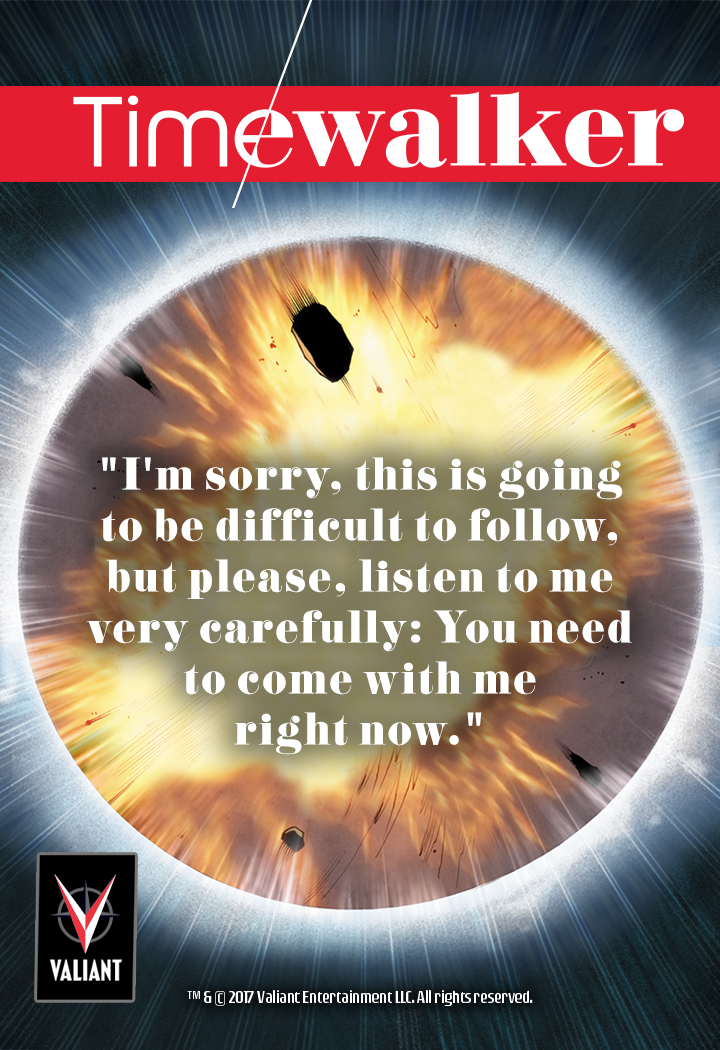 Timewalker
"I'm sorry, this is going
to be difficult to follow,
but please, listen to me
very carefully: You need
to come with me
right now."
VALIANT
™ & © 2017 Valiant Entertainment LLC. All rights reserved.